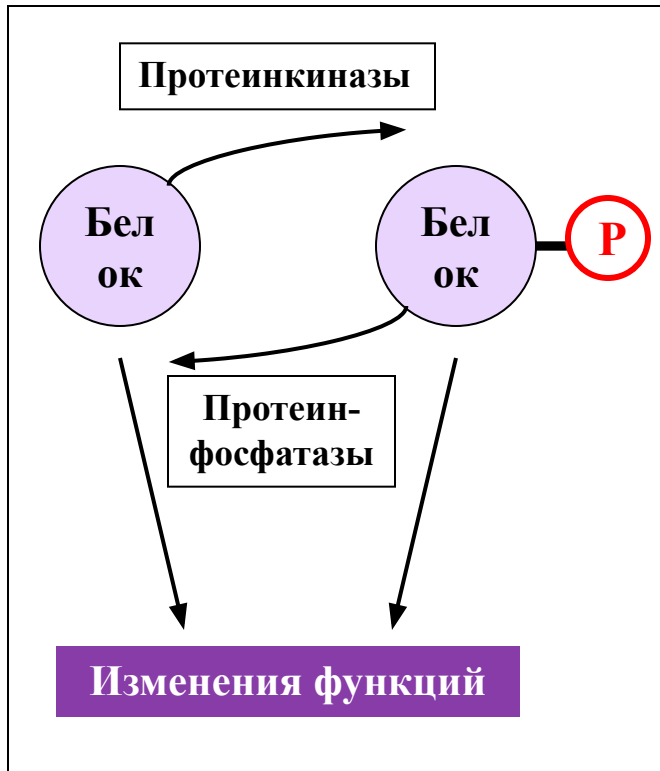 Протеинкиназы
Бел
ок
Бел
ок
P
Протеин-
фосфатазы
Изменения функций